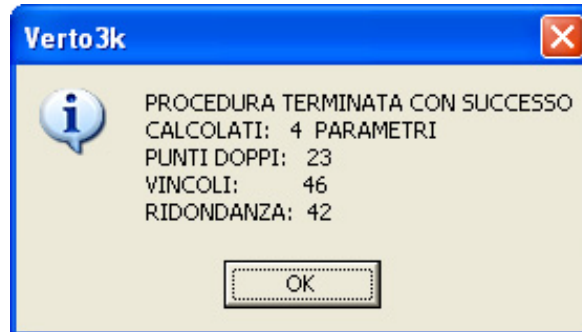 Verto3k
PROCEDURA TERMINATA CON SUCCESSO
CALCOLATI: 4 PARAMETRI
PUNTI DOPPI: 23
VINCOLI: 46
RIDONDANZA: 42
OK